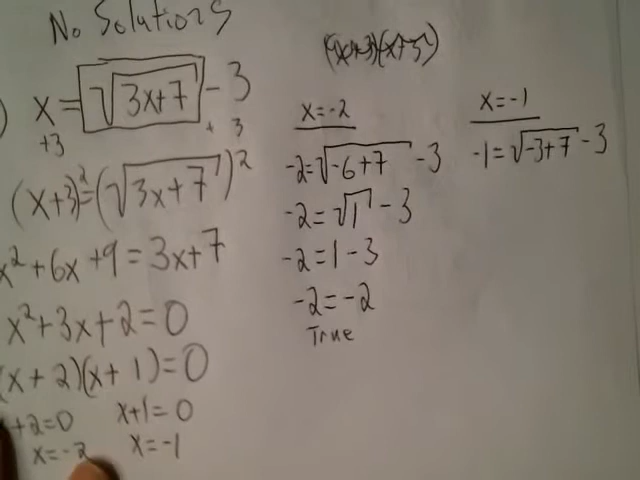 No Solutions
) x = √(3x+7) - 3
+3 + 3
(x+3)² = (√(3x+7))²
x² + 6x + 9 = 3x + 7
x² + 3x + 2 = 0
(x + 2)(x + 1) = 0
+ 2 = 0 x + 1 = 0
x = -2 x = -1
(x+3)
x = -2
-2 = √(-6+7) - 3
-2 = √1 - 3
-2 = 1 - 3
-2 = -2
True
x = -1
-1 = √(-3+7) - 3